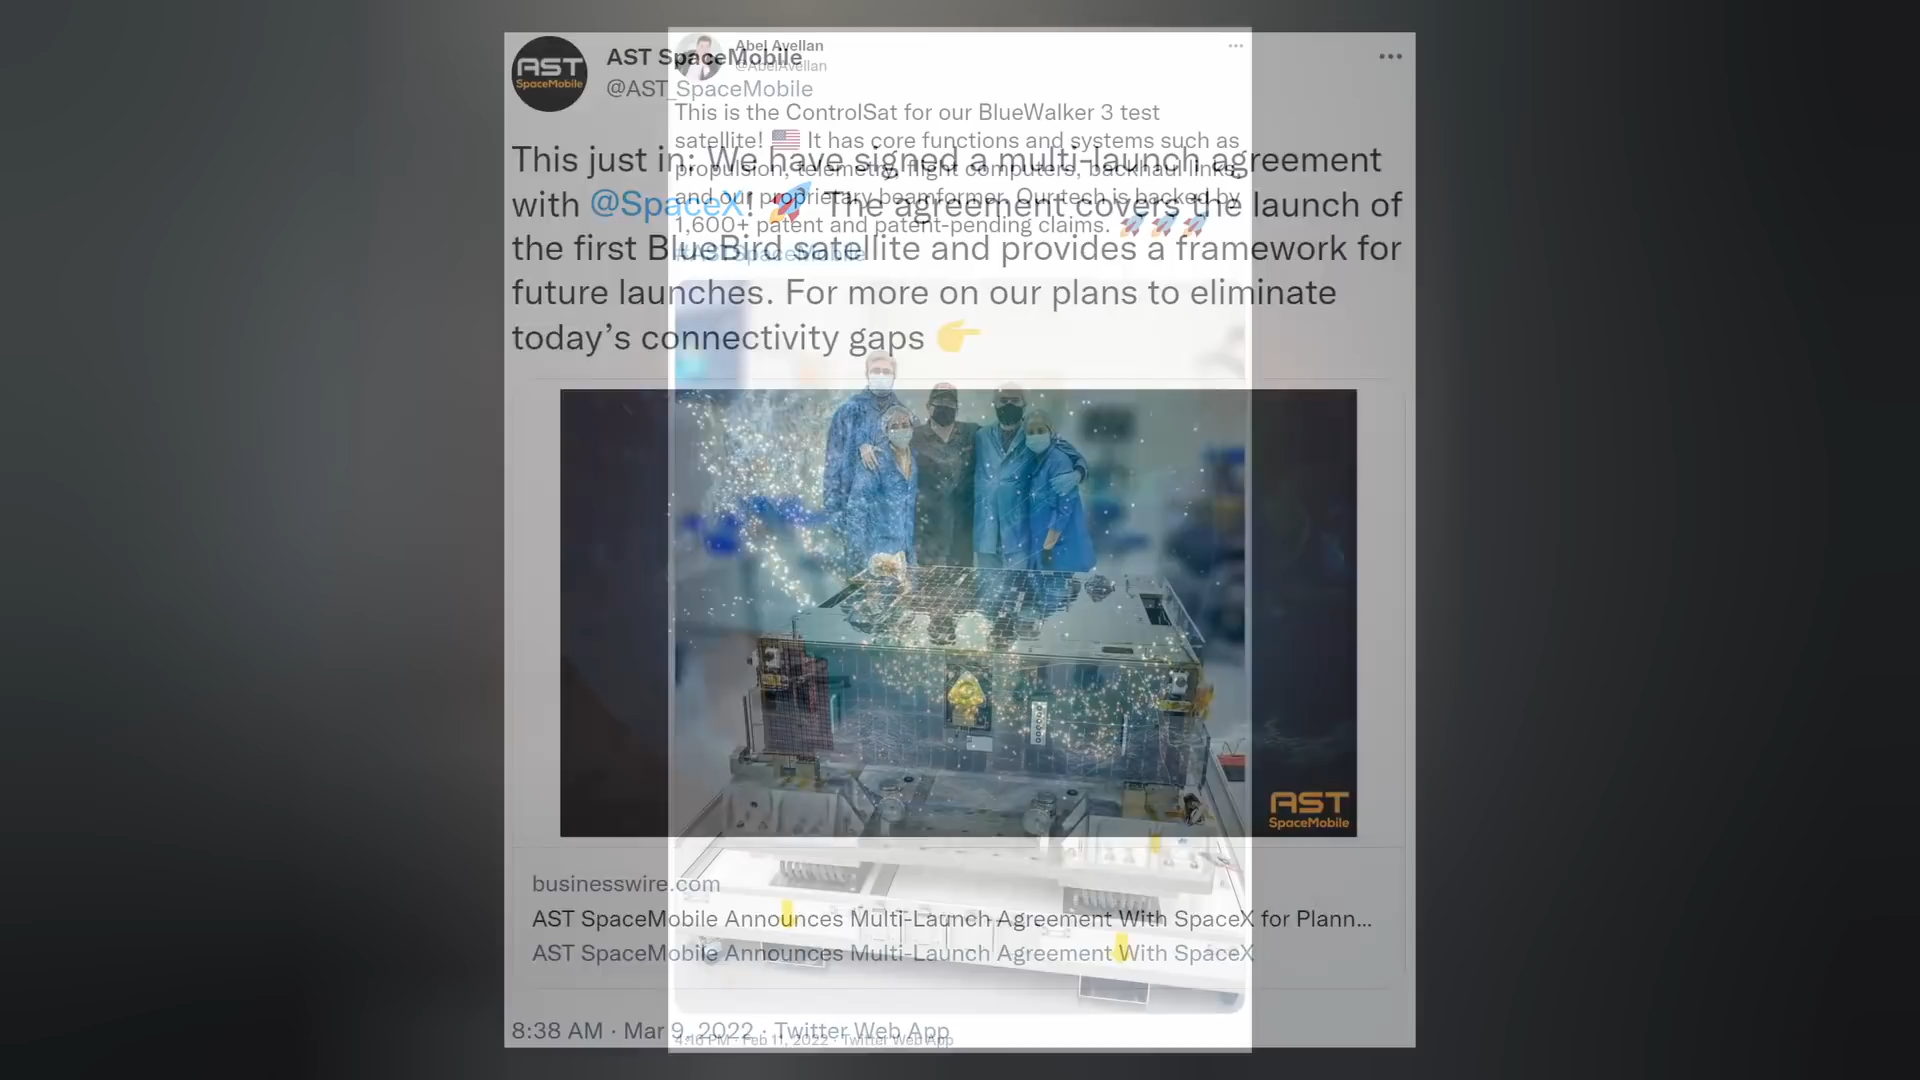 AST SpaceMobile
@AST_SpaceMobile
This just in: We have signed a multi-launch agreement
with @SpaceX! 🚀 The agreement covers the launch of
the first BlueBird satellite and provides a framework for
future launches. For more on our plans to eliminate
today’s connectivity gaps 👉
AST
SpaceMobile
AST
SpaceMobile
businesswire.com
AST SpaceMobile Announces Multi-Launch Agreement With SpaceX for Plann...
AST SpaceMobile Announces Multi-Launch Agreement With SpaceX
8:38 AM · Mar 9, 2022 · Twitter Web App
Abel Avellan
@AbelAvellan
This is the ControlSat for our BlueWalker 3 test
satellite! 🇺🇸 It has core functions and systems such as
propulsion, telemetry, flight computers, backhaul links,
and our proprietary beamformer. Our tech is backed by
1,600+ patent and patent-pending claims. 🚀🚀🚀
#ASTSpaceMobile
4:16 PM · Feb 11, 2022 · Twitter Web App